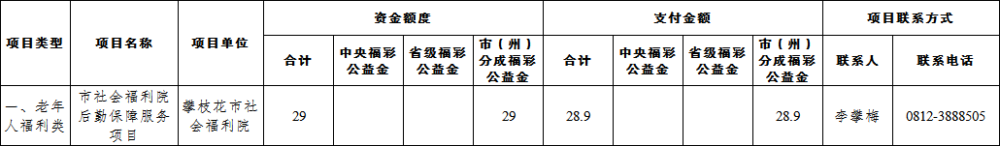 项目类型
项目名称
项目单位
资金额度
支付金额
项目联系方式
合计
中央福彩
公益金
省级福彩
公益金
市（州）
分成福彩
公益金
合计
中央福彩
公益金
省级福彩
公益金
市（州）
分成福彩
公益金
联系人
联系电话
一、老年
人福利类
市社会福利院
后勤保障服务
项目
攀枝花市社
会福利院
29
29
28.9
28.9
李攀梅
0812-3888505